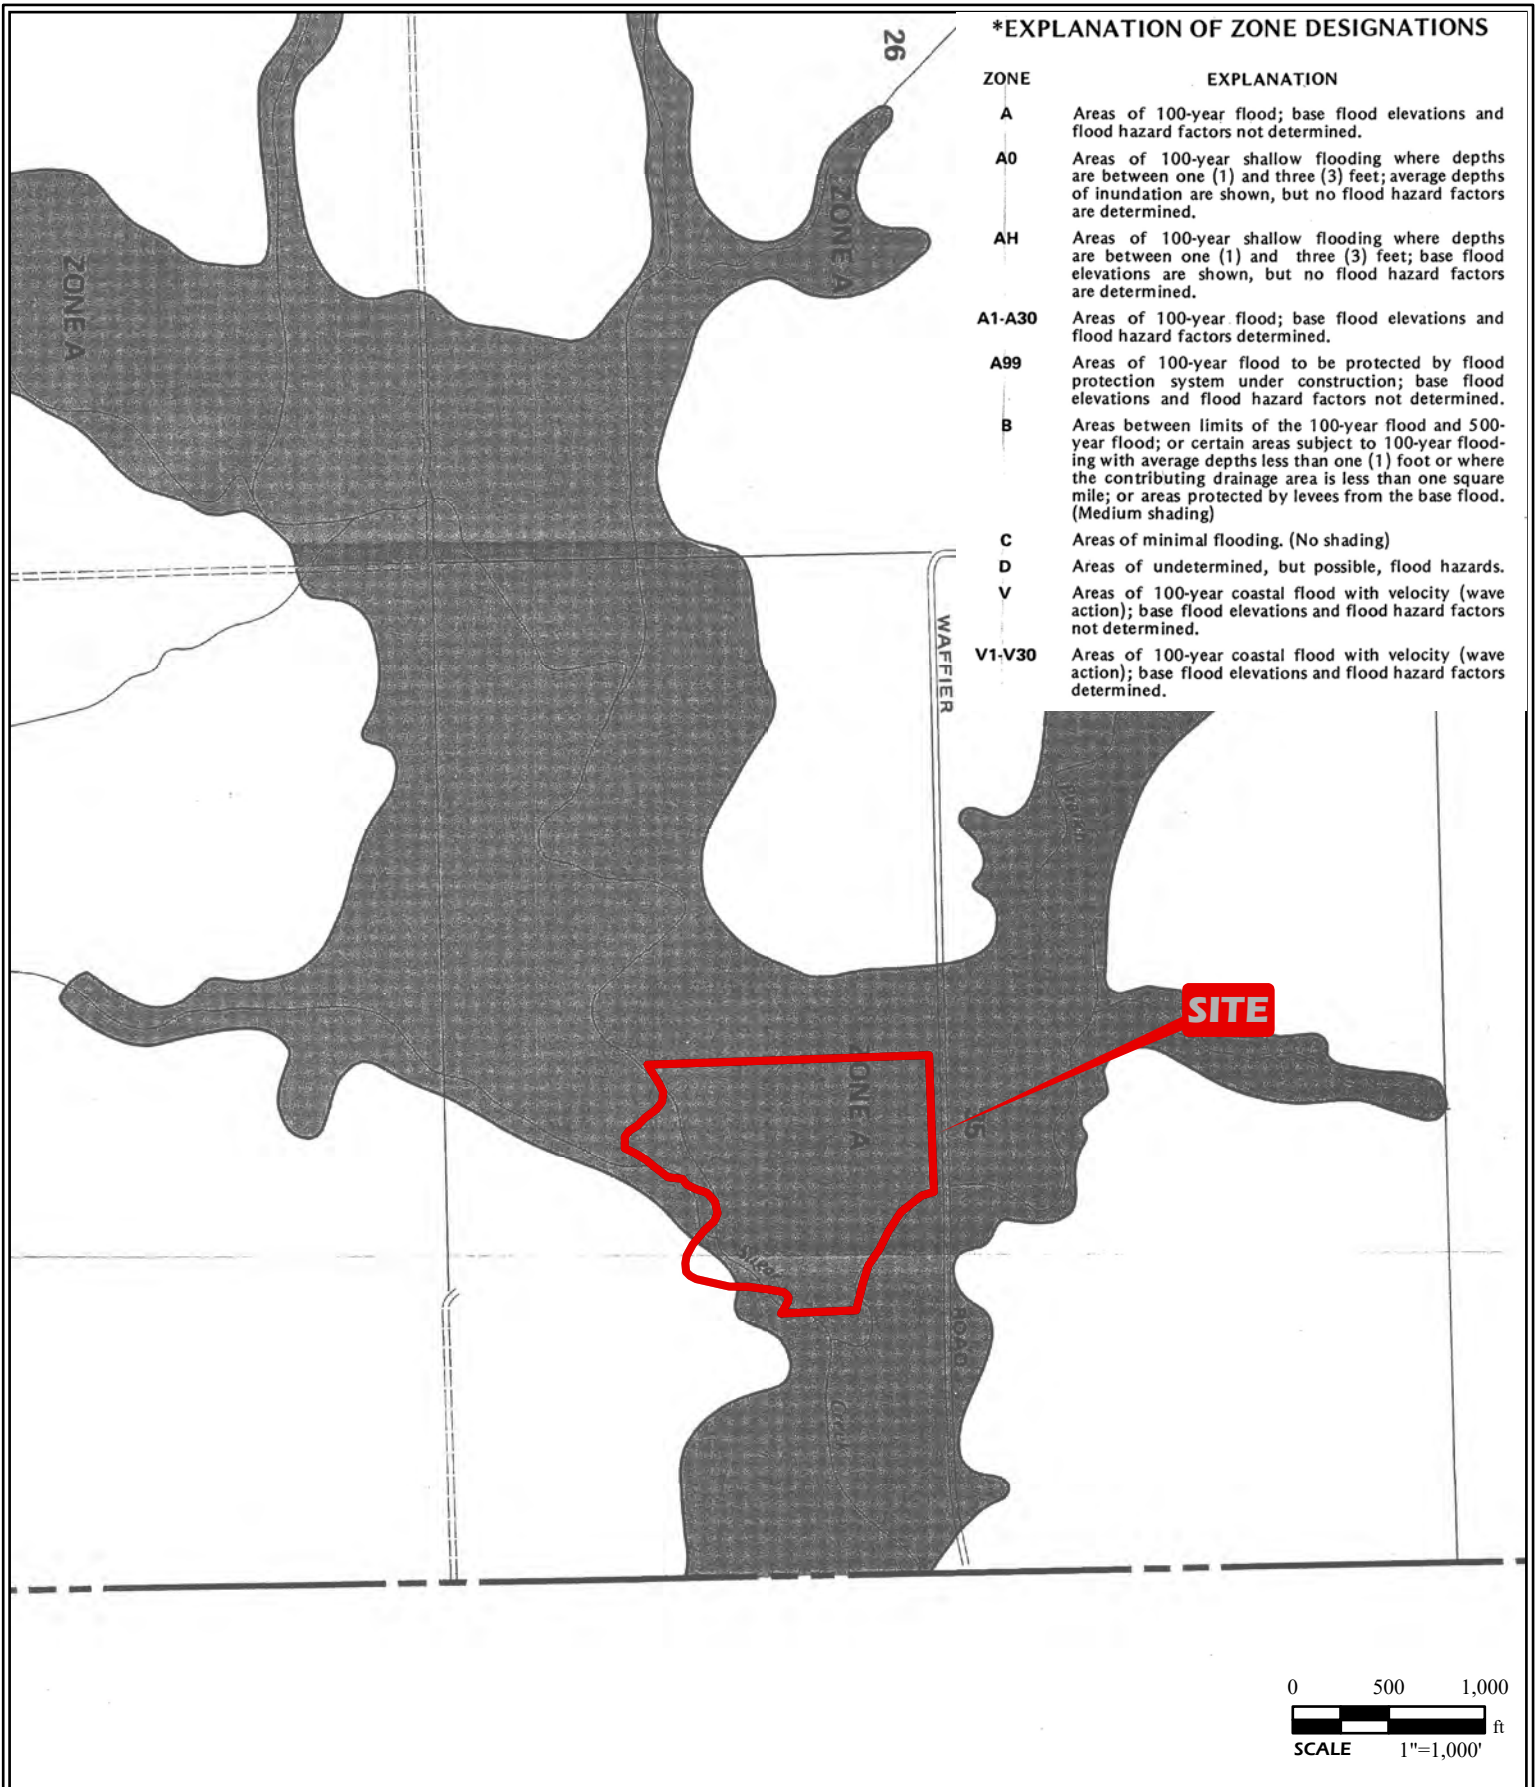 *EXPLANATION OF ZONE DESIGNATIONS
ZONE EXPLANATION
A Areas of 100-year flood; base flood elevations and
flood hazard factors not determined.
A0 Areas of 100-year shallow flooding where depths
are between one (1) and three (3) feet; average depths
of inundation are shown, but no flood hazard factors
are determined.
AH Areas of 100-year shallow flooding where depths
are between one (1) and three (3) feet; base flood
elevations are shown, but no flood hazard factors
are determined.
A1-A30 Areas of 100-year flood; base flood elevations and
flood hazard factors determined.
A99 Areas of 100-year flood to be protected by flood
protection system under construction; base flood
elevations and flood hazard factors not determined.
B Areas between limits of the 100-year flood and 500-
year flood; or certain areas subject to 100-year flood-
ing with average depths less than one (1) foot or where
the contributing drainage area is less than one square
mile; or areas protected by levees from the base flood.
(Medium shading)
C Areas of minimal flooding. (No shading)
D Areas of undetermined, but possible, flood hazards.
V Areas of 100-year coastal flood with velocity (wave
action); base flood elevations and flood hazard factors
not determined.
V1-V30 Areas of 100-year coastal flood with velocity (wave
action); base flood elevations and flood hazard factors
determined.
26
ZONE A
ZONE A
WAFFIER
SITE
ZONE A
ROAD
Creek
0 500 1,000
ft
SCALE 1"=1,000'